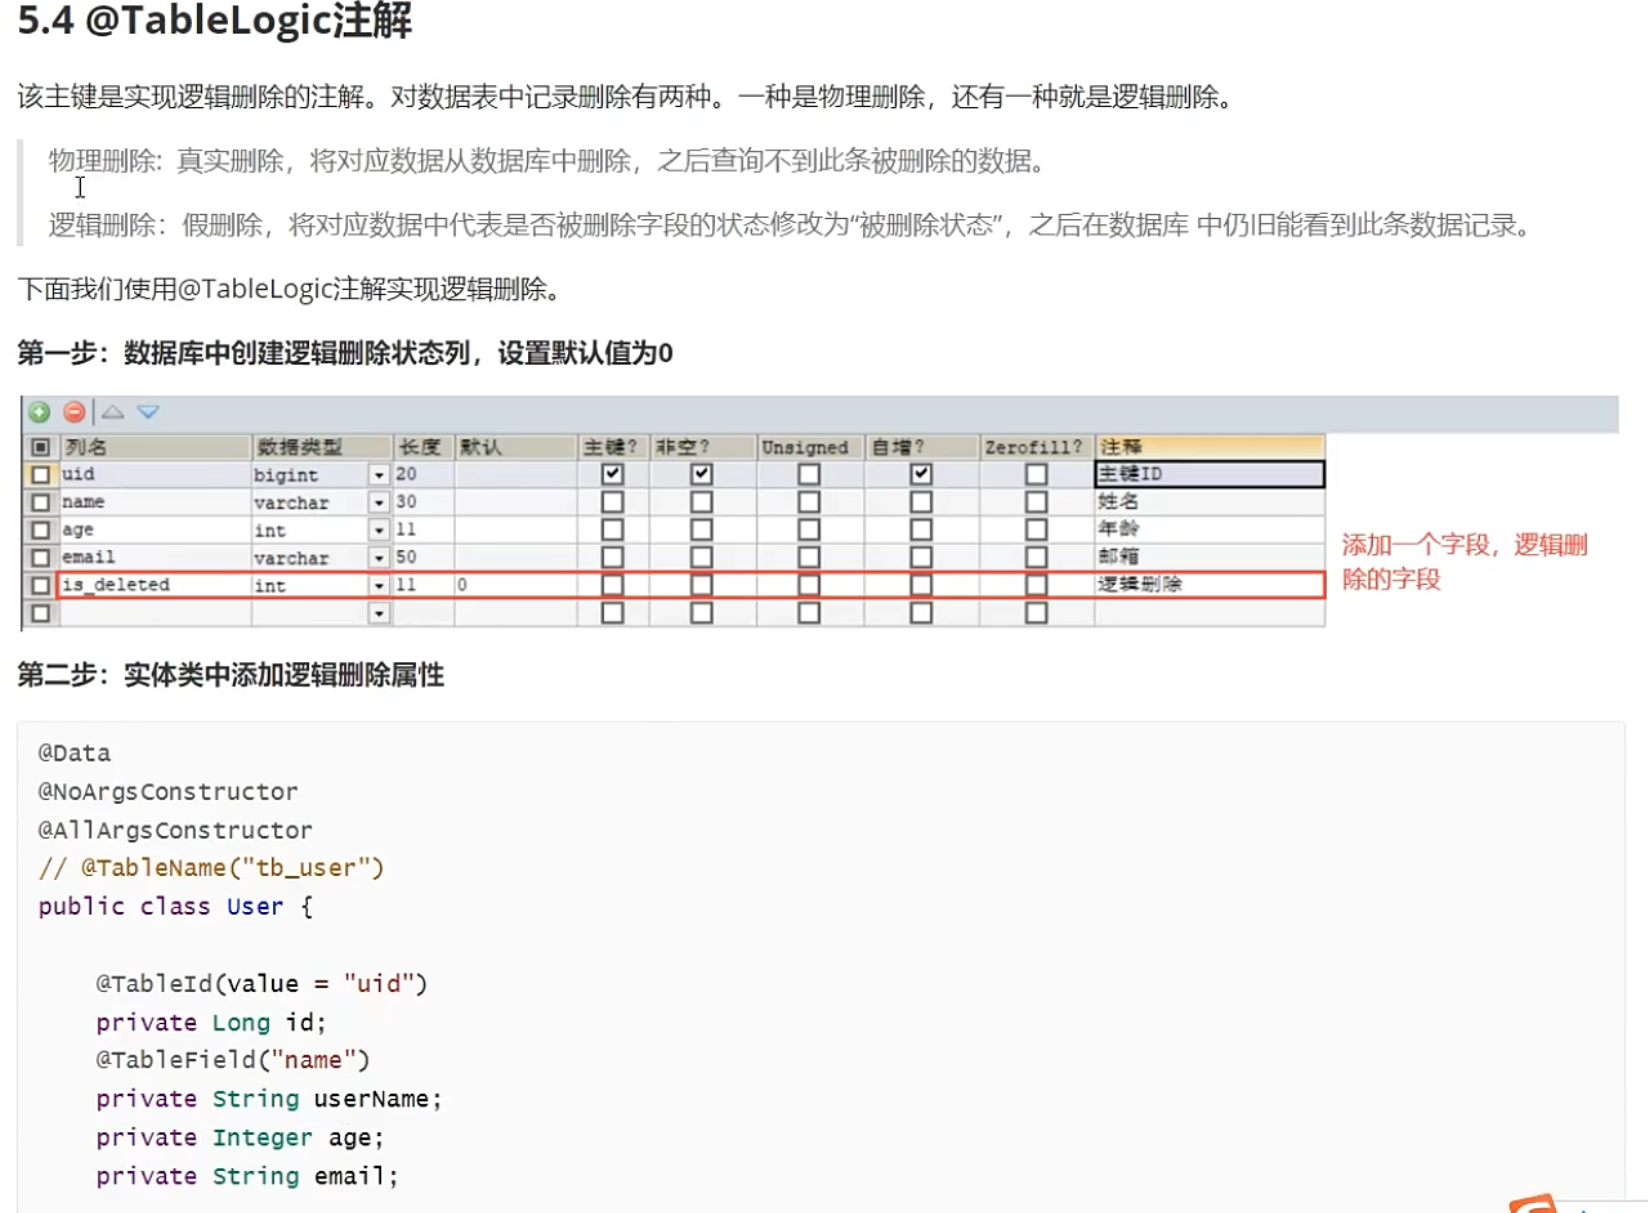 5.4 @TableLogic注解
该主键是实现逻辑删除的注解。对数据表中记录删除有两种。一种是物理删除，还有一种就是逻辑删除。
物理删除：真实删除，将对应数据从数据库中删除，之后查询不到此条被删除的数据。
逻辑删除：假删除，将对应数据中代表是否被删除字段的状态修改为“被删除状态”，之后在数据库 中仍旧能看到此条数据记录。
下面我们使用@TableLogic注解实现逻辑删除。
第一步：数据库中创建逻辑删除状态列，设置默认值为0
列名 数据类型 长度 默认 主键? 非空? Unsigned 自增? Zerofill? 注释
uid bigint 20 主键ID
name varchar 30 姓名
age int 11 年龄
email varchar 50 邮箱
is_deleted int 11 0 逻辑删除
添加一个字段，逻辑删
除的字段
第二步：实体类中添加逻辑删除属性
@Data
@NoArgsConstructor
@AllArgsConstructor
// @TableName("tb_user")
public class User {
@TableId(value = "uid")
private Long id;
@TableField("name")
private String userName;
private Integer age;
private String email;